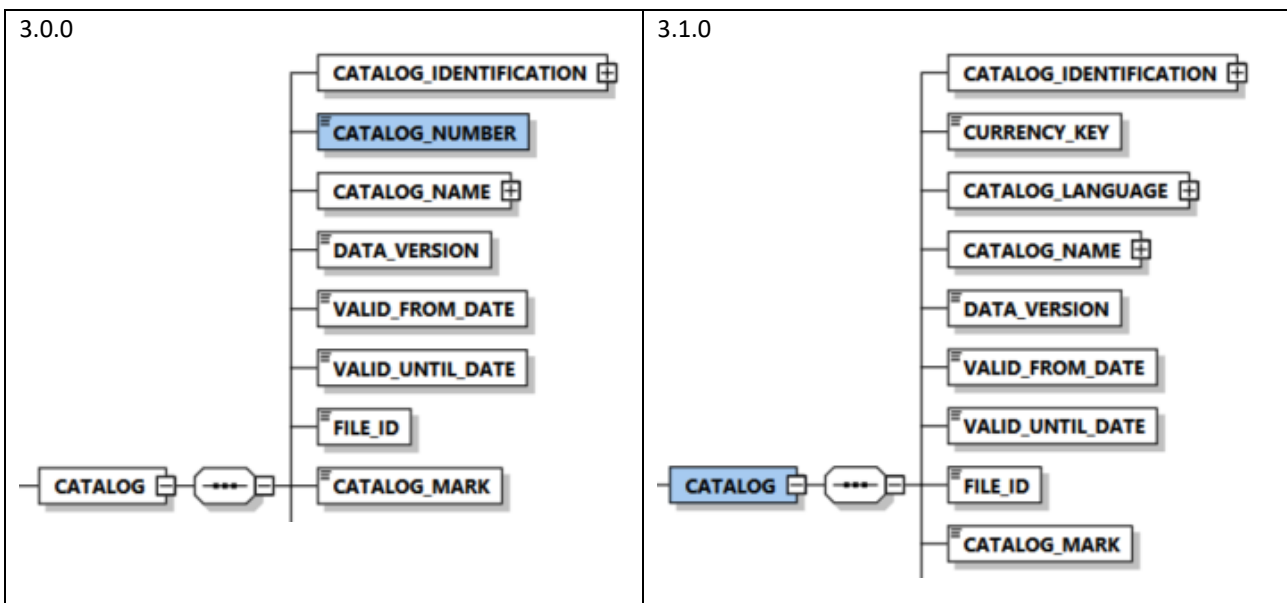 3.0.0
CATALOG_IDENTIFICATION
CATALOG_NUMBER
CATALOG_NAME
DATA_VERSION
VALID_FROM_DATE
VALID_UNTIL_DATE
FILE_ID
CATALOG
CATALOG_MARK
3.1.0
CATALOG_IDENTIFICATION
CURRENCY_KEY
CATALOG_LANGUAGE
CATALOG_NAME
DATA_VERSION
VALID_FROM_DATE
VALID_UNTIL_DATE
CATALOG
FILE_ID
CATALOG_MARK